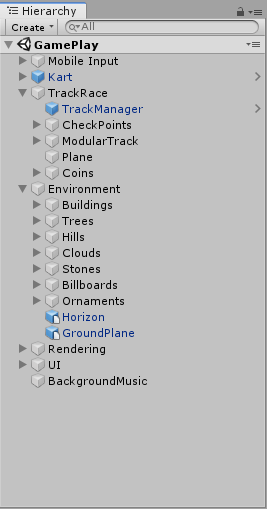 Hierarchy
Create
All
GamePlay
Mobile Input
Kart
TrackRace
TrackManager
CheckPoints
ModularTrack
Plane
Coins
Environment
Buildings
Trees
Hills
Clouds
Stones
Billboards
Ornaments
Horizon
GroundPlane
Rendering
UI
BackgroundMusic